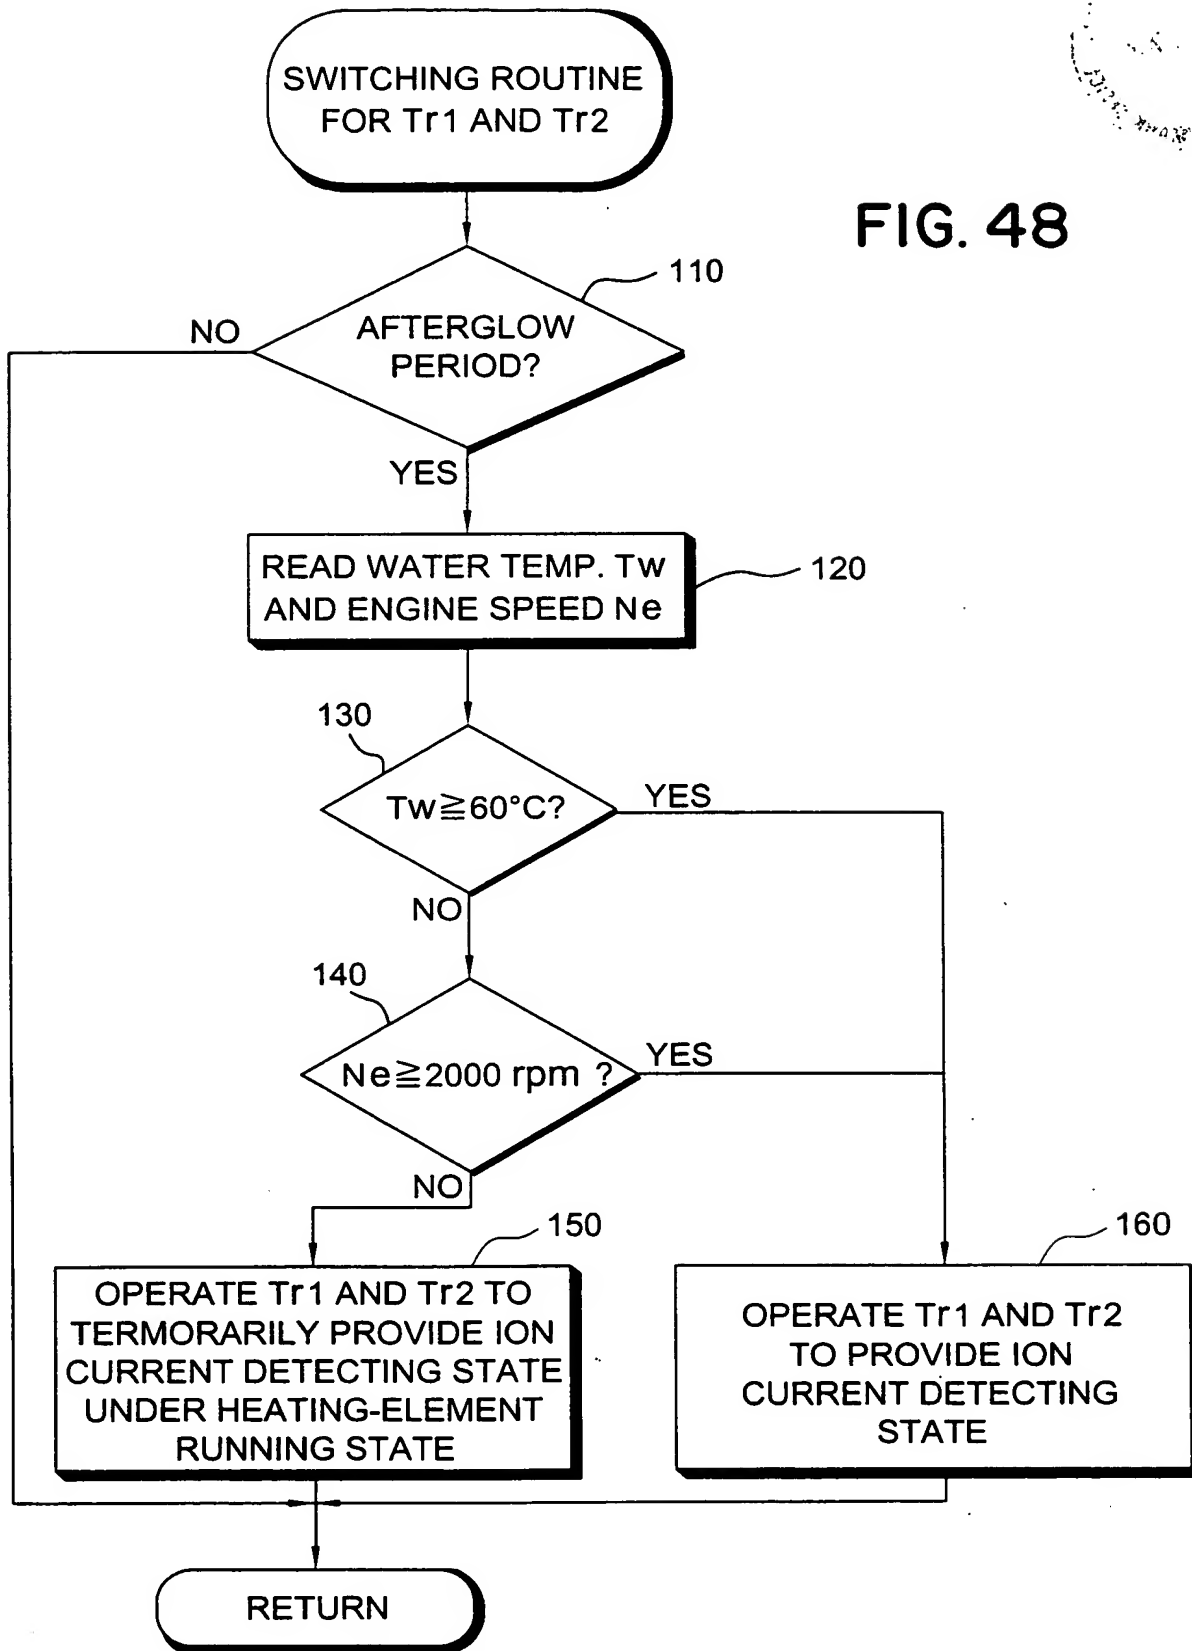 SWITCHING ROUTINE
FOR Tr1 AND Tr2
FIG. 48
110
NO
AFTERGLOW
PERIOD?
YES
READ WATER TEMP. Tw
AND ENGINE SPEED Ne
120
130
Tw≧60°C?
YES
NO
140
Ne≧2000 rpm ?
YES
NO
150
160
OPERATE Tr1 AND Tr2 TO
TERMORARILY PROVIDE ION
CURRENT DETECTING STATE
UNDER HEATING-ELEMENT
RUNNING STATE
OPERATE Tr1 AND Tr2
TO PROVIDE ION
CURRENT DETECTING
STATE
RETURN